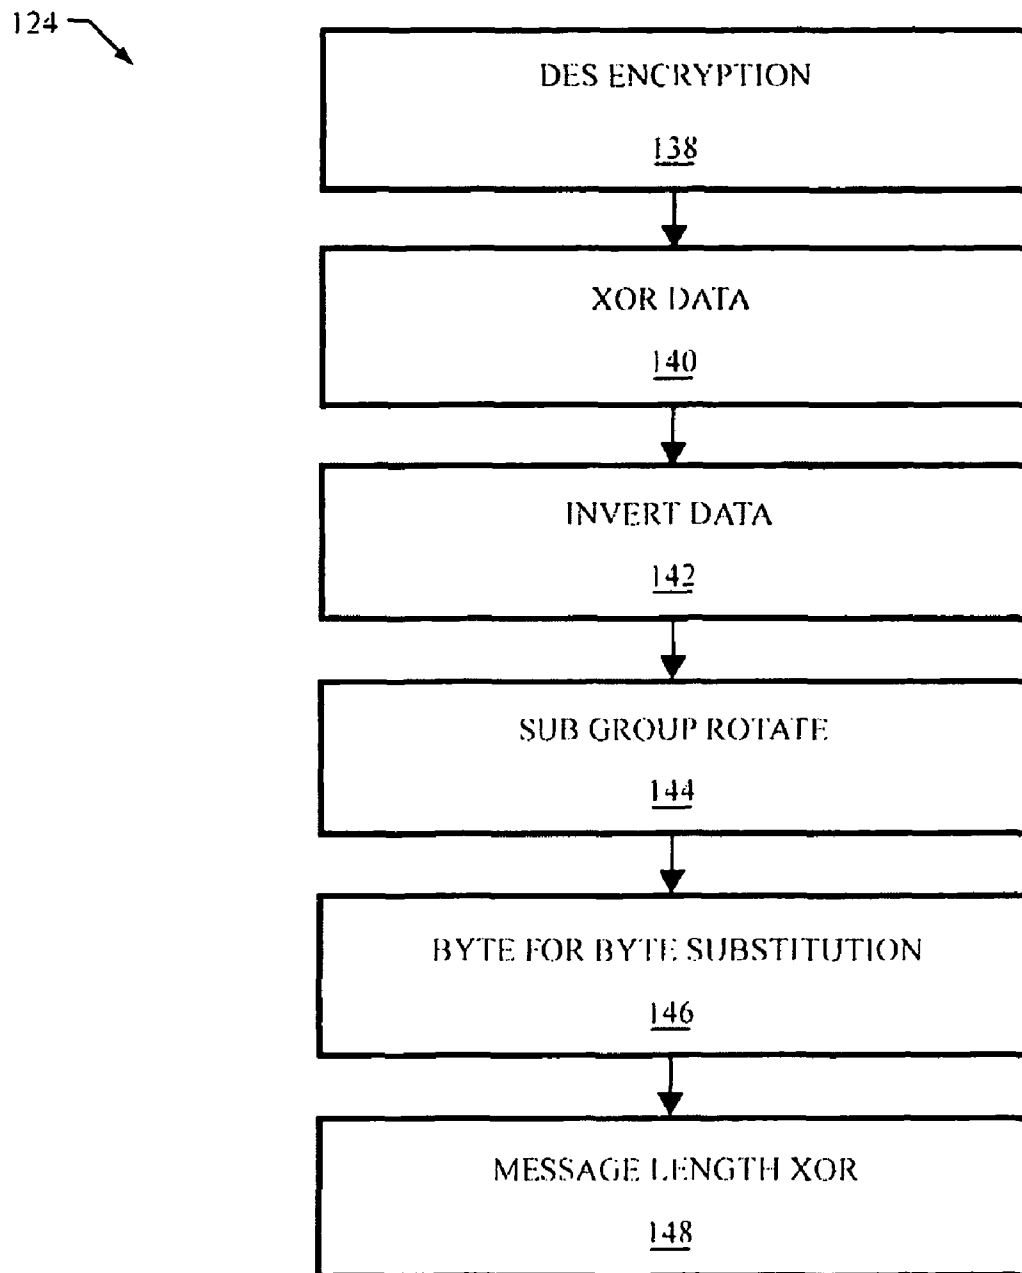 124
DES ENCRYPTION
138
XOR DATA
140
INVERT DATA
142
SUB GROUP ROTATE
144
BYTE FOR BYTE SUBSTITUTION
146
MESSAGE LENGTH XOR
148